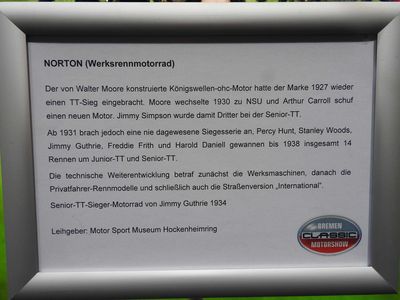 NORTON (Werksrennmotorrad)
Der von Walter Moore konstruierte Königswellen-ohc-Motor hatte der Marke 1927 wieder
einen TT-Sieg eingebracht. Moore wechselte 1930 zu NSU und Arthur Carroll schuf
einen neuen Motor. Jimmy Simpson wurde damit Dritter bei der Senior-TT.
Ab 1931 brach jedoch eine nie dagewesene Siegesserie an, Percy Hunt, Stanley Woods,
Jimmy Guthrie, Freddie Frith und Harold Daniell gewannen bis 1938 insgesamt 14
Rennen um Junior-TT und Senior-TT.
Die technische Weiterentwicklung betraf zunächst die Werksmaschinen, danach die
Privatfahrer-Rennmodelle und schließlich auch die Straßenversion „International“.
Senior-TT-Sieger-Motorrad von Jimmy Guthrie 1934
Leihgeber: Motor Sport Museum Hockenheimring
BREMEN
CLASSIC
MOTORSHOW